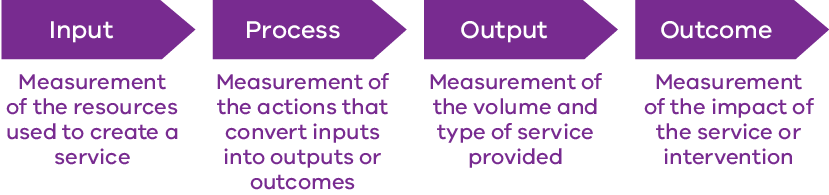 Input
Measurement
of the resources
used to create a
service
Process
Measurement of
the actions that
convert inputs
into outputs or
outcomes
Output
Measurement of
the volume and
type of service
provided
Outcome
Measurement
of the impact of
the service or
intervention